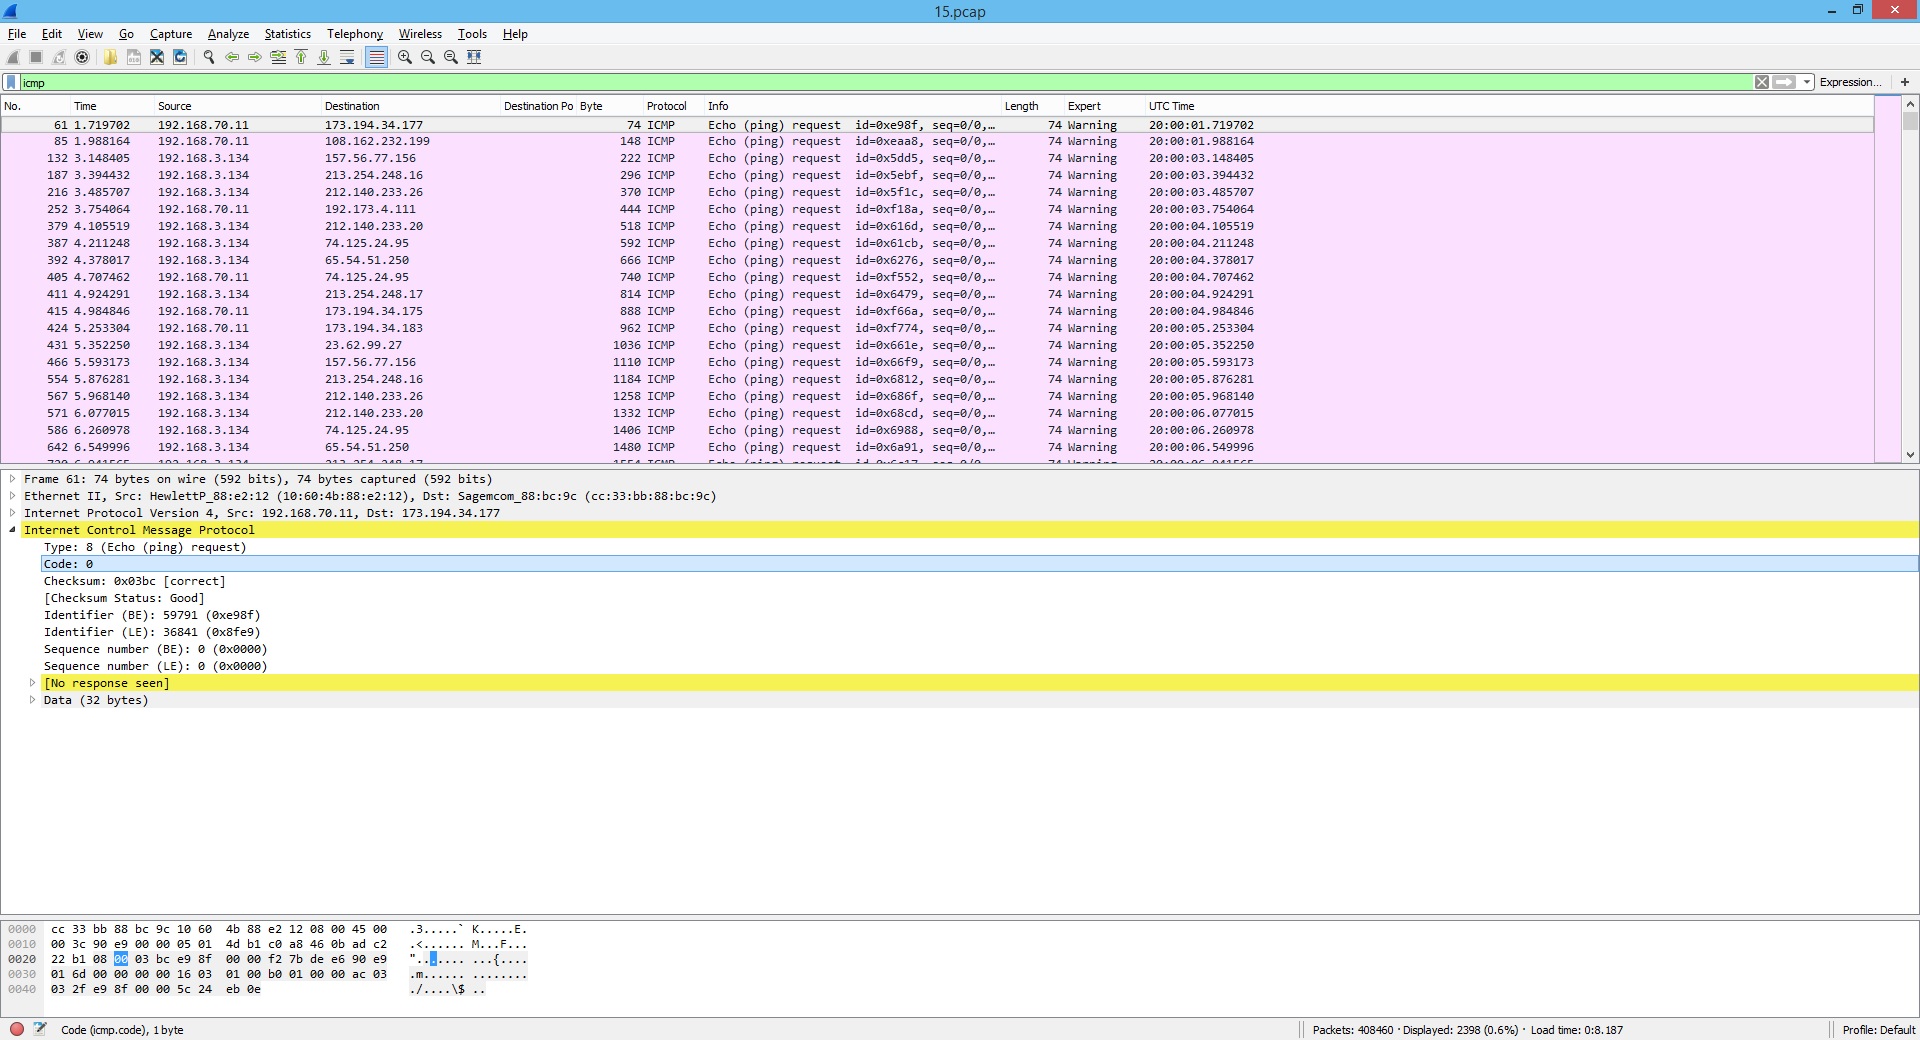 15.pcap
File Edit View Go Capture Analyze Statistics Telephony Wireless Tools Help
icmp Expression... +
No. Time Source Destination Destination Po Byte Protocol Info Length Expert UTC Time
61 1.719702 192.168.70.11 173.194.34.177 74 ICMP Echo (ping) request id=0xe98f, seq=0/0,… 74 Warning 20:00:01.719702
85 1.988164 192.168.70.11 108.162.232.199 148 ICMP Echo (ping) request id=0xeaa8, seq=0/0,… 74 Warning 20:00:01.988164
132 3.148405 192.168.3.134 157.56.77.156 222 ICMP Echo (ping) request id=0x5dd5, seq=0/0,… 74 Warning 20:00:03.148405
187 3.394432 192.168.3.134 213.254.248.16 296 ICMP Echo (ping) request id=0x5ebf, seq=0/0,… 74 Warning 20:00:03.394432
216 3.485707 192.168.3.134 212.140.233.26 370 ICMP Echo (ping) request id=0x5f1c, seq=0/0,… 74 Warning 20:00:03.485707
252 3.754064 192.168.70.11 192.173.4.111 444 ICMP Echo (ping) request id=0xf18a, seq=0/0,… 74 Warning 20:00:03.754064
379 4.105519 192.168.3.134 212.140.233.20 518 ICMP Echo (ping) request id=0x616d, seq=0/0,… 74 Warning 20:00:04.105519
387 4.211248 192.168.3.134 74.125.24.95 592 ICMP Echo (ping) request id=0x61cb, seq=0/0,… 74 Warning 20:00:04.211248
392 4.378017 192.168.3.134 65.54.51.250 666 ICMP Echo (ping) request id=0x6276, seq=0/0,… 74 Warning 20:00:04.378017
405 4.707462 192.168.70.11 74.125.24.95 740 ICMP Echo (ping) request id=0xf552, seq=0/0,… 74 Warning 20:00:04.707462
411 4.924291 192.168.3.134 213.254.248.17 814 ICMP Echo (ping) request id=0x6479, seq=0/0,… 74 Warning 20:00:04.924291
415 4.984846 192.168.70.11 173.194.34.175 888 ICMP Echo (ping) request id=0xf66a, seq=0/0,… 74 Warning 20:00:04.984846
424 5.253304 192.168.70.11 173.194.34.183 962 ICMP Echo (ping) request id=0xf774, seq=0/0,… 74 Warning 20:00:05.253304
431 5.352250 192.168.3.134 23.62.99.27 1036 ICMP Echo (ping) request id=0x661e, seq=0/0,… 74 Warning 20:00:05.352250
466 5.593173 192.168.3.134 157.56.77.156 1110 ICMP Echo (ping) request id=0x66f9, seq=0/0,… 74 Warning 20:00:05.593173
554 5.876281 192.168.3.134 213.254.248.16 1184 ICMP Echo (ping) request id=0x6812, seq=0/0,… 74 Warning 20:00:05.876281
567 5.968140 192.168.3.134 212.140.233.26 1258 ICMP Echo (ping) request id=0x686f, seq=0/0,… 74 Warning 20:00:05.968140
571 6.077015 192.168.3.134 212.140.233.20 1332 ICMP Echo (ping) request id=0x68cd, seq=0/0,… 74 Warning 20:00:06.077015
586 6.260978 192.168.3.134 74.125.24.95 1406 ICMP Echo (ping) request id=0x6988, seq=0/0,… 74 Warning 20:00:06.260978
642 6.549996 192.168.3.134 65.54.51.250 1480 ICMP Echo (ping) request id=0x6a91, seq=0/0,… 74 Warning 20:00:06.549996
Frame 61: 74 bytes on wire (592 bits), 74 bytes captured (592 bits)
Ethernet II, Src: HewlettP_88:e2:12 (10:60:4b:88:e2:12), Dst: Sagemcom_88:bc:9c (cc:33:bb:88:bc:9c)
Internet Protocol Version 4, Src: 192.168.70.11, Dst: 173.194.34.177
Internet Control Message Protocol
Type: 8 (Echo (ping) request)
Code: 0
Checksum: 0x03bc [correct]
[Checksum Status: Good]
Identifier (BE): 59791 (0xe98f)
Identifier (LE): 36841 (0x8fe9)
Sequence number (BE): 0 (0x0000)
Sequence number (LE): 0 (0x0000)
[No response seen]
Data (32 bytes)
0000 cc 33 bb 88 bc 9c 10 60 4b 88 e2 12 08 00 45 00 .3.....` K.....E.
0010 00 3c 90 e9 00 00 05 01 4d b1 c0 a8 46 0b ad c2 .<...... M...F...
0020 22 b1 08 00 03 bc e9 8f 00 00 f2 7b de e6 90 e9 "....... ...{....
0030 01 6d 00 00 00 00 16 03 01 00 b0 01 00 00 ac 03 .m...... ........
0040 03 2f e9 8f 00 00 5c 24 eb 0e ./....\$ ..
Code (icmp.code), 1 byte Packets: 408460 · Displayed: 2398 (0.6%) · Load time: 0:8.187 Profile: Default